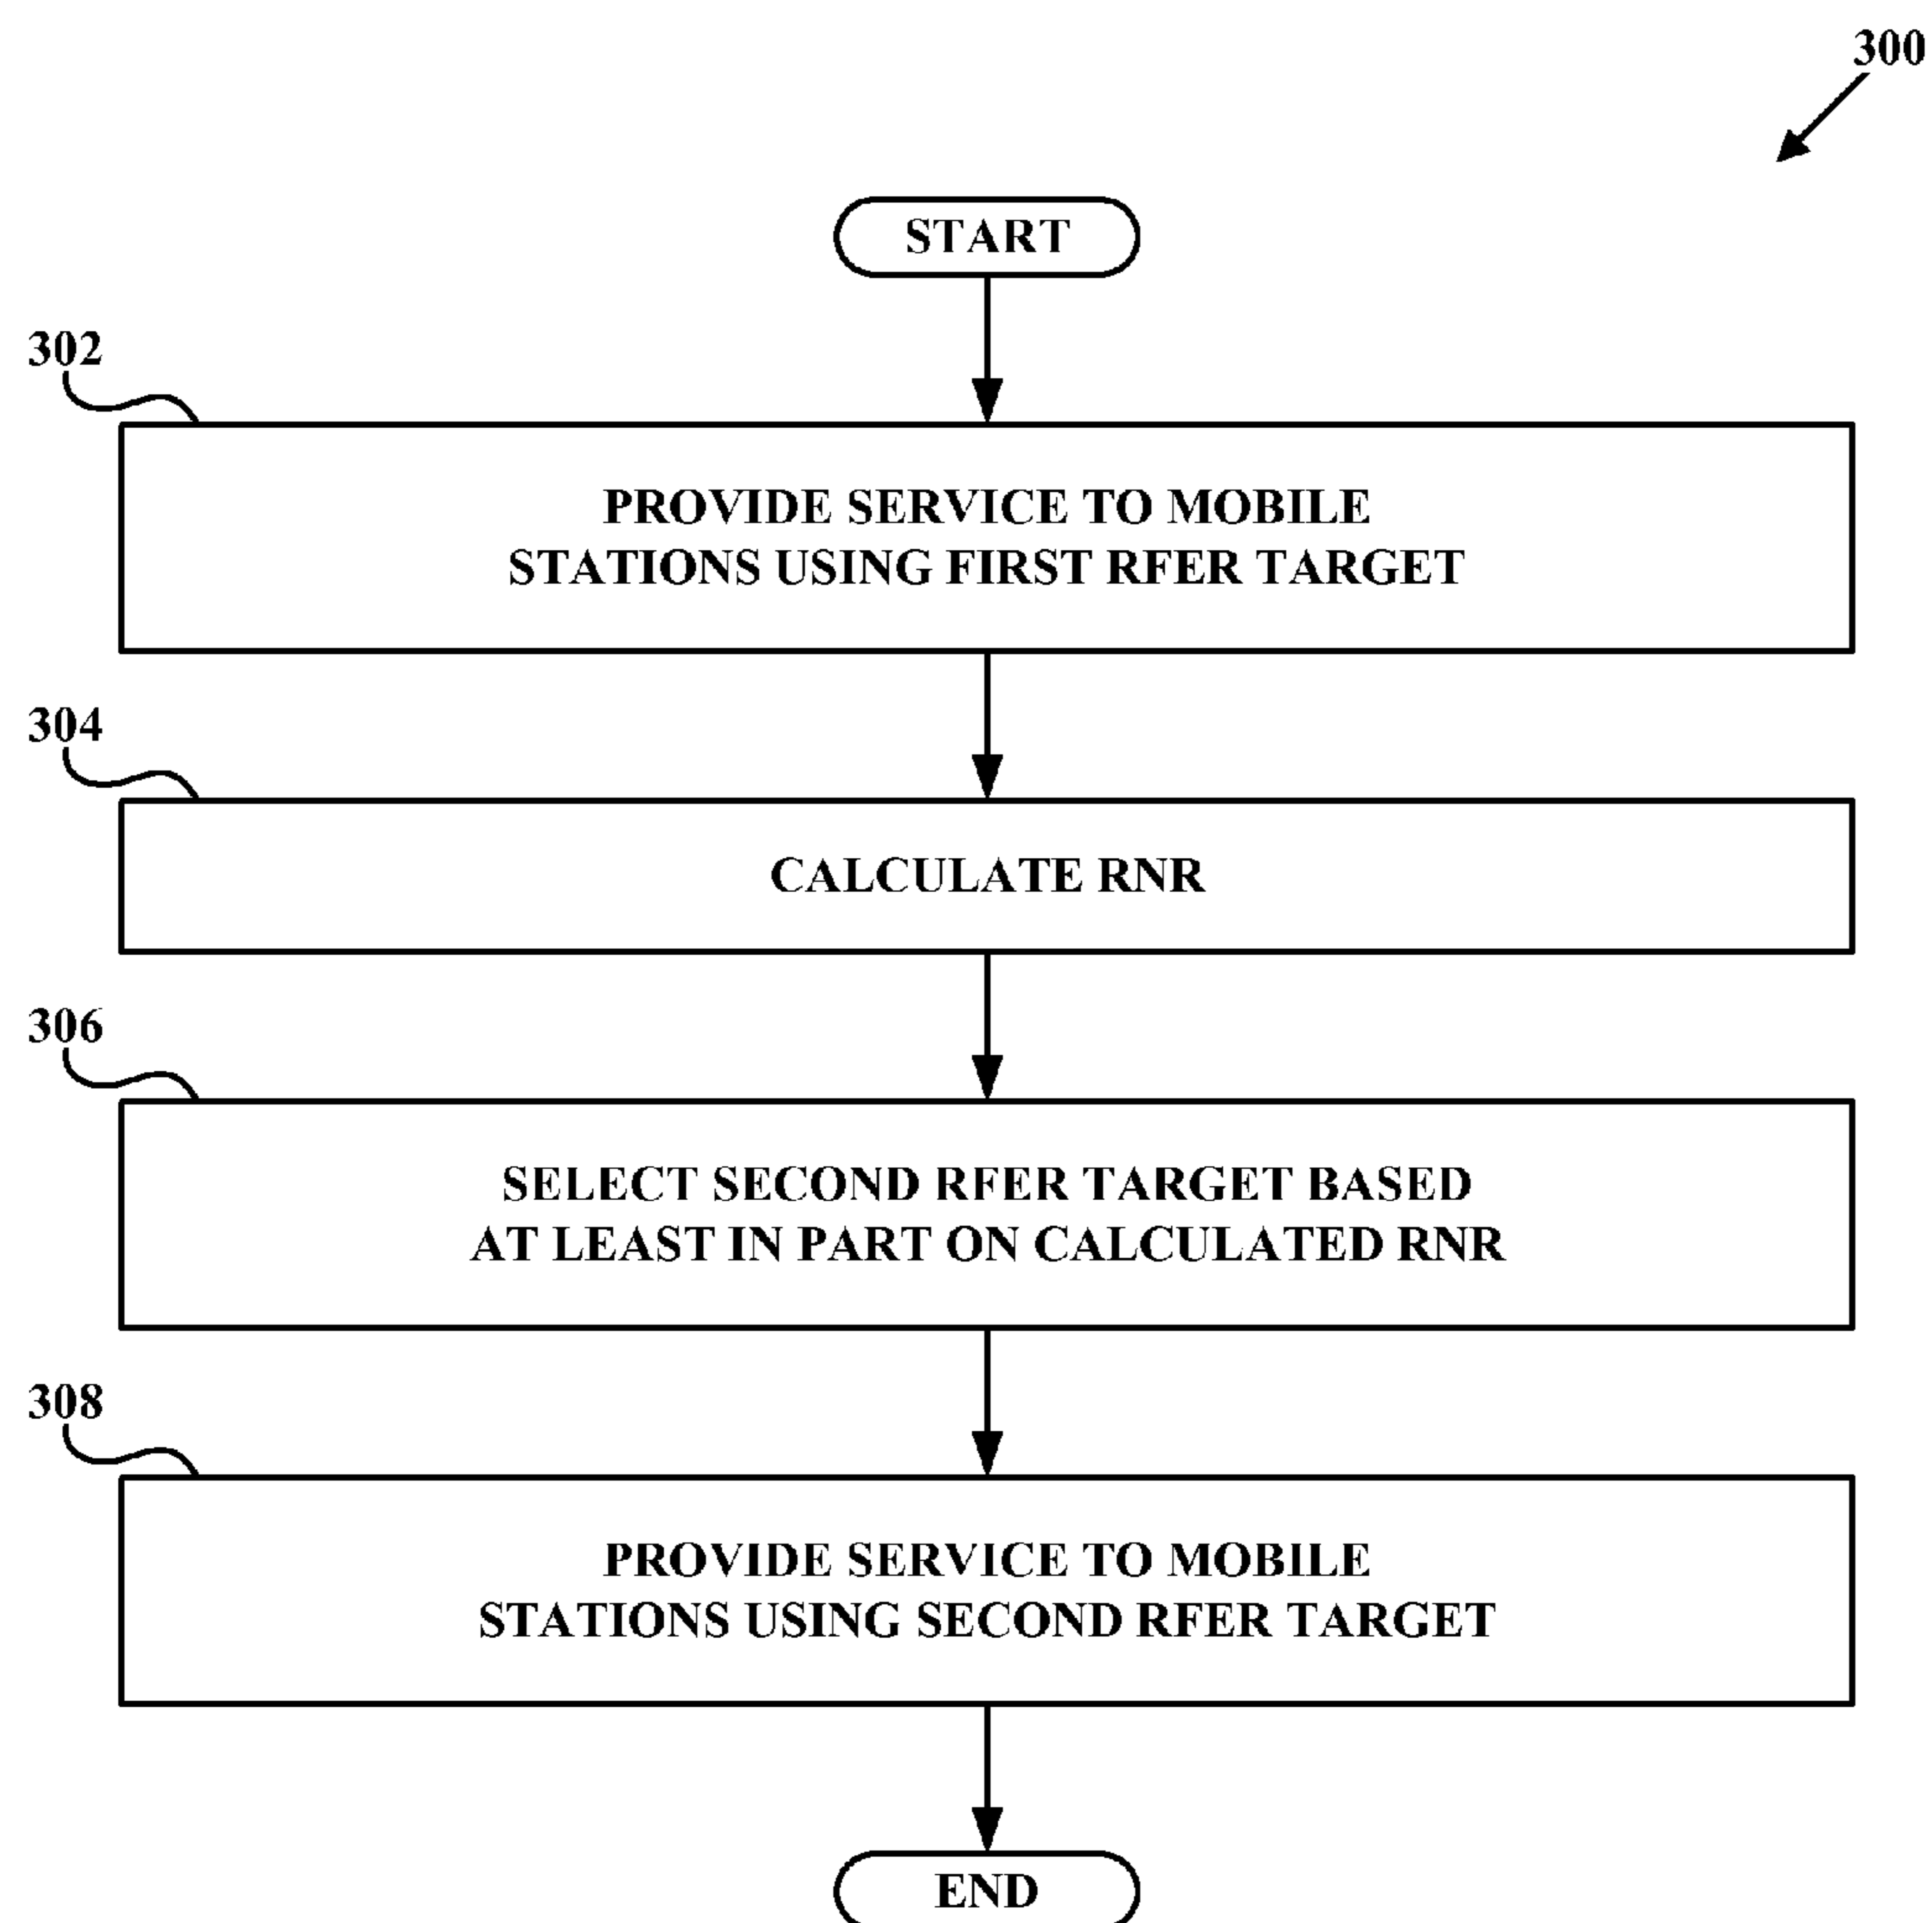 300
START
302
PROVIDE SERVICE TO MOBILE
STATIONS USING FIRST RFER TARGET
304
CALCULATE RNR
306
SELECT SECOND RFER TARGET BASED
AT LEAST IN PART ON CALCULATED RNR
308
PROVIDE SERVICE TO MOBILE
STATIONS USING SECOND RFER TARGET
END